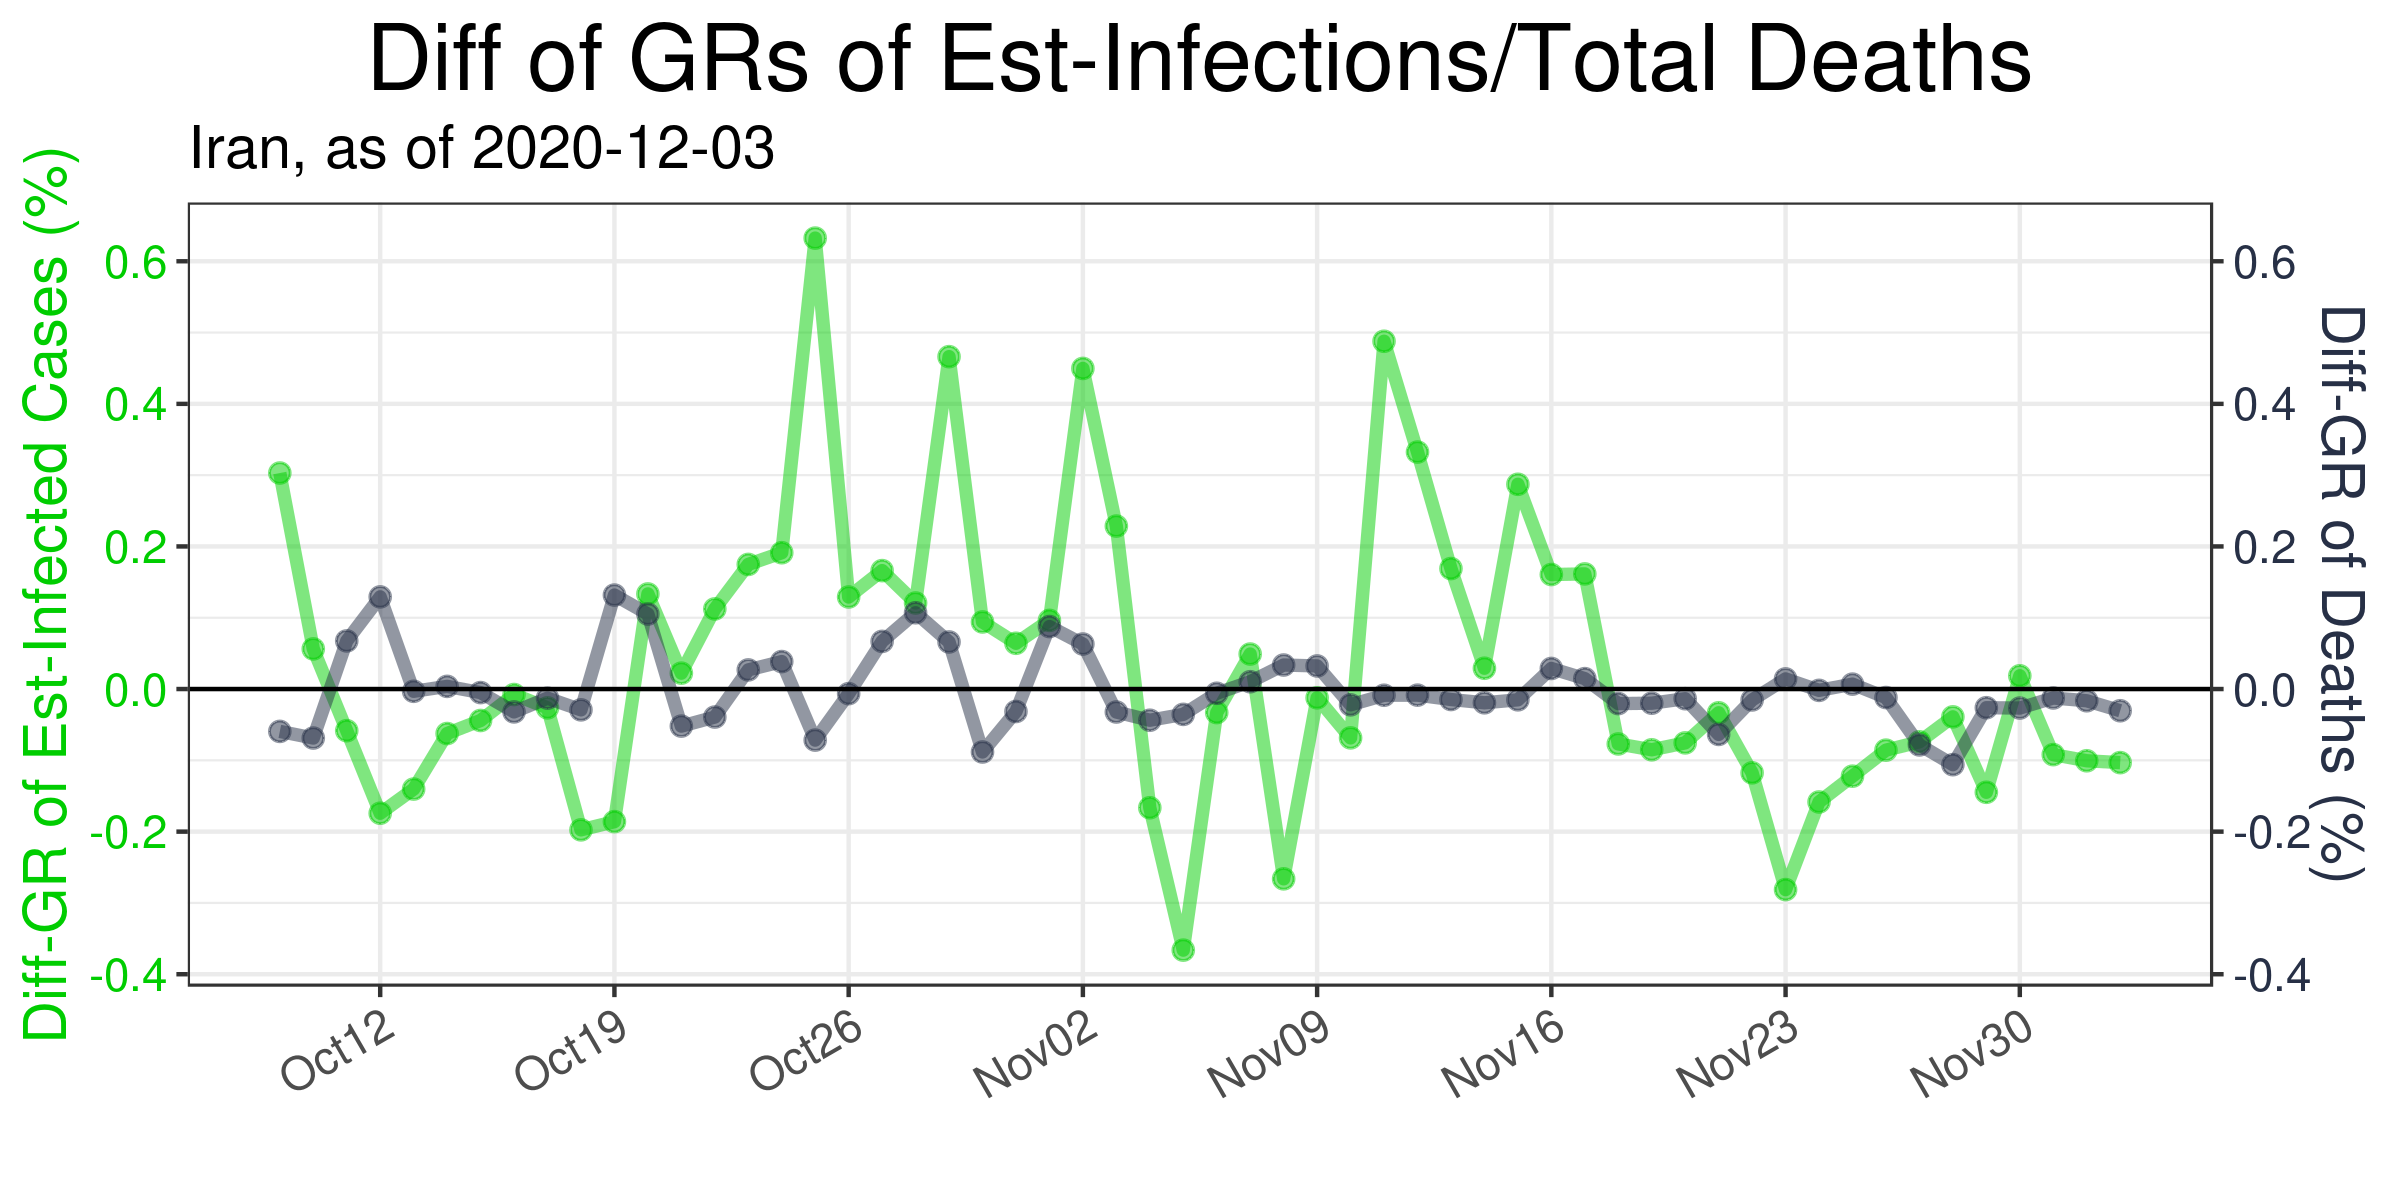 Diff of GRs of Est-Infections/Total Deaths
Iran, as of 2020-12-03
Diff-GR of Est-Infected Cases (%)
0.6
0.4
0.2
0.0
-0.2
-0.4
0.6
0.4
0.2
0.0
-0.2
-0.4
Diff-GR of Deaths (%)
Oct12
Oct19
Oct26
Nov02
Nov09
Nov16
Nov23
Nov30